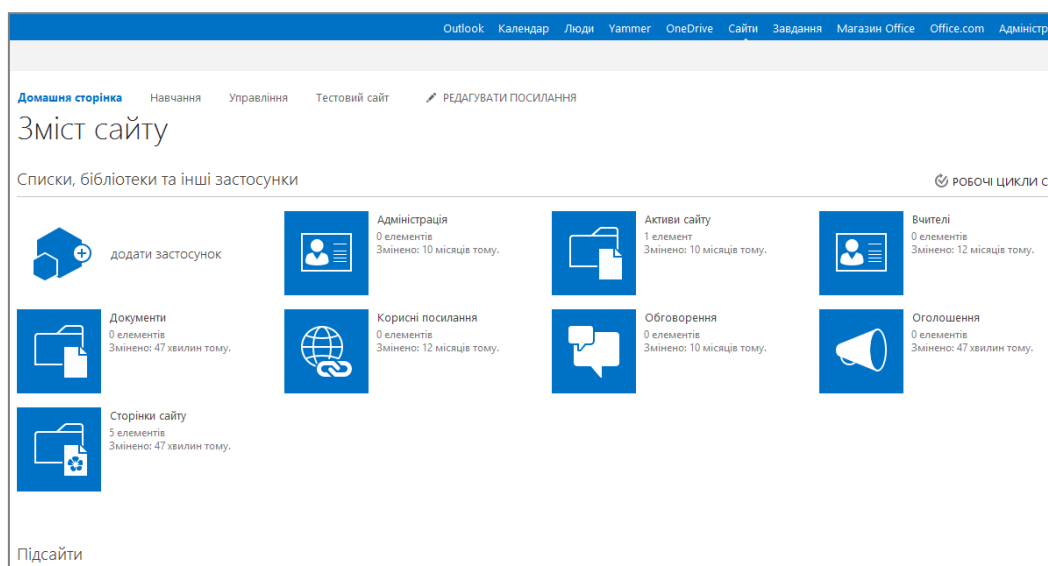 Outlook Календар Люди Yammer OneDrive Сайти Завдання Магазин Office Office.com Адміністр
Домашня сторінка Навчання Управління Тестовий сайт РЕДАГУВАТИ ПОСИЛАННЯ
Зміст сайту
Списки, бібліотеки та інші застосунки
РОБОЧІ ЦИКЛИ С
додати застосунок
Адміністрація
0 елементів
Змінено: 10 місяців тому.
Активи сайту
1 елемент
Змінено: 10 місяців тому.
Вчителі
0 елементів
Змінено: 12 місяців тому.
Документи
0 елементів
Змінено: 47 хвилин тому.
Корисні посилання
0 елементів
Змінено: 12 місяців тому.
Обговорення
0 елементів
Змінено: 10 місяців тому.
Оголошення
0 елементів
Змінено: 47 хвилин тому.
Сторінки сайту
5 елементів
Змінено: 47 хвилин тому.
Підсайти